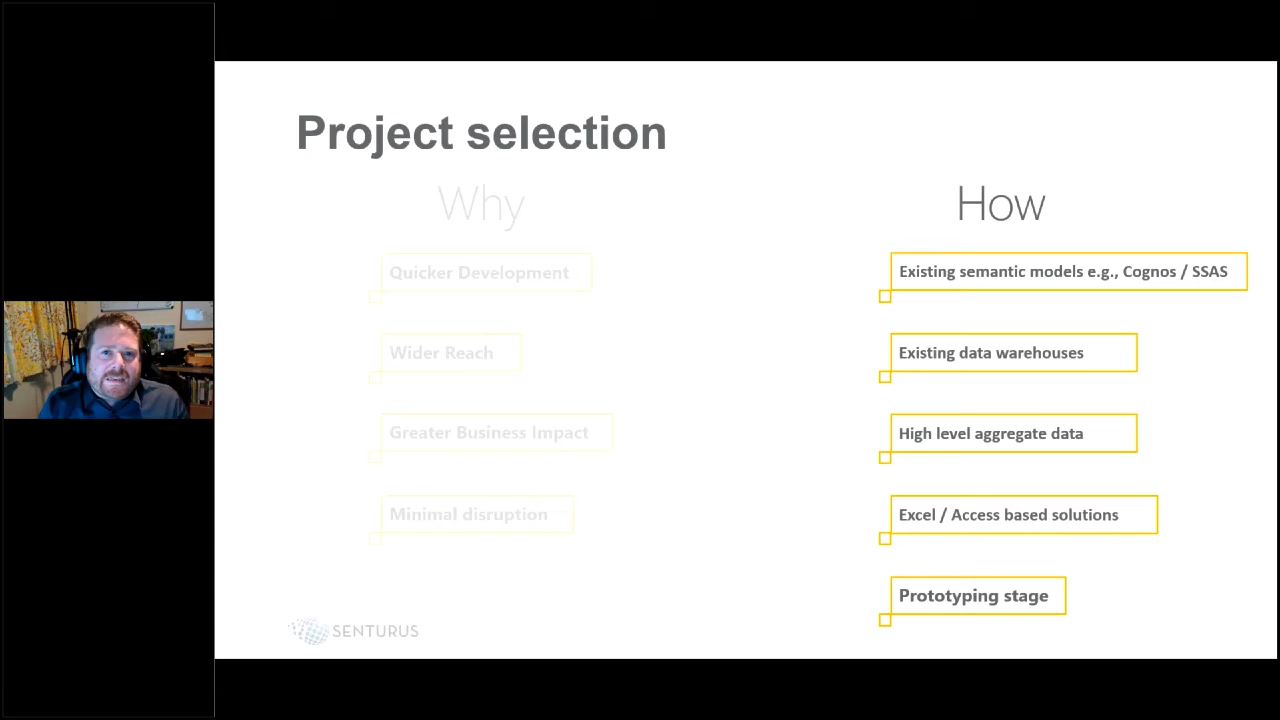 Project selection
Why
Quicker Development
Wider Reach
Greater Business Impact
Minimal disruption
How
Existing semantic models e.g., Cognos / SSAS
Existing data warehouses
High level aggregate data
Excel / Access based solutions
Prototyping stage
SENTURUS